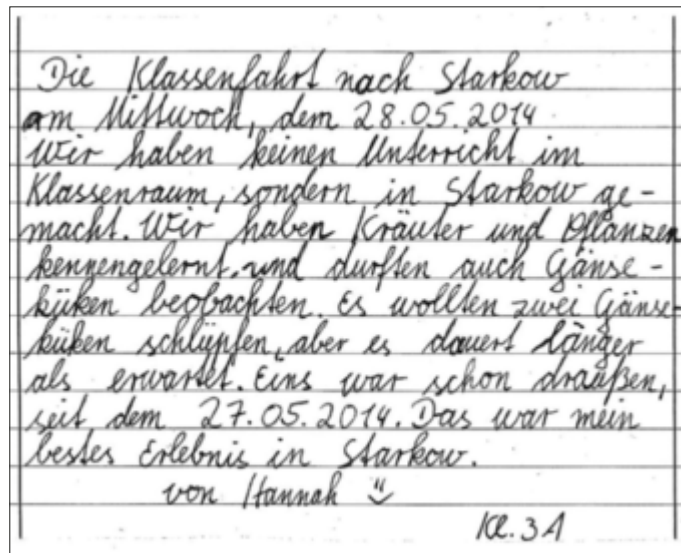 Die Klassenfahrt nach Starkow
am Mittwoch, dem 28.05.2014
Wir haben keinen Unterricht im
Klassenraum, sondern in Starkow ge-
macht. Wir haben Kräuter und Pflanzen
kennengelernt und durften auch Gänse-
küken beobachten. Es wollten zwei Gänse-
küken schlüpfen, aber es dauert länger
als erwartet. Eins war schon draußen,
seit dem 27.05.2014. Das war mein
bestes Erlebnis in Starkow.
von Hannah
Kl. 3A